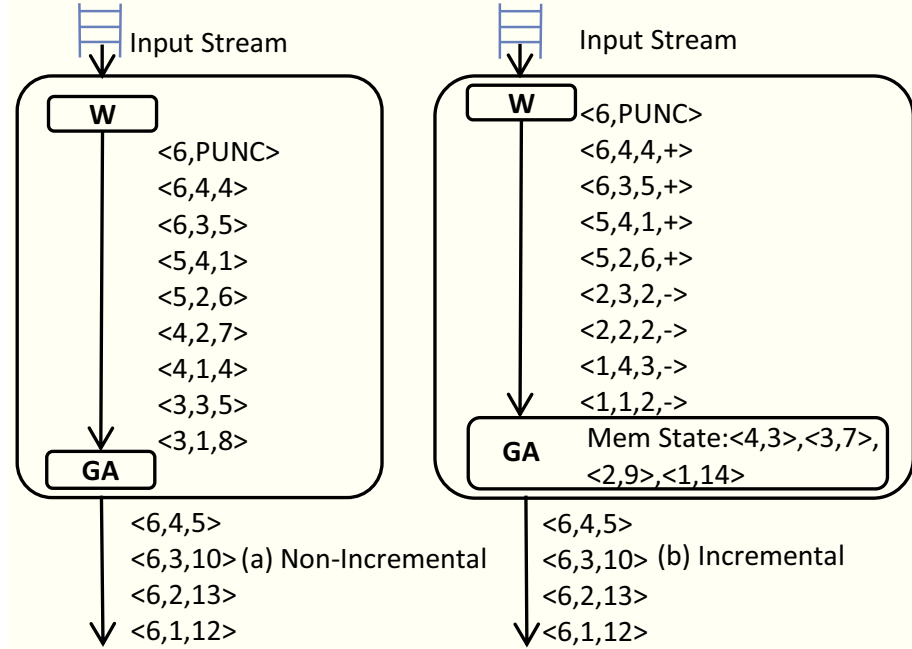 Input Stream
W
<6,PUNC>
<6,4,4>
<6,3,5>
<5,4,1>
<5,2,6>
<4,2,7>
<4,1,4>
<3,3,5>
<3,1,8>
GA
<6,4,5>
<6,3,10> (a) Non-Incremental
<6,2,13>
<6,1,12>
Input Stream
W
<6,PUNC>
<6,4,4,+>
<6,3,5,+>
<5,4,1,+>
<5,2,6,+>
<2,3,2,->
<2,2,2,->
<1,4,3,->
<1,1,2,->
GA Mem State:<4,3>,<3,7>,
<2,9>,<1,14>
<6,4,5>
<6,3,10> (b) Incremental
<6,2,13>
<6,1,12>